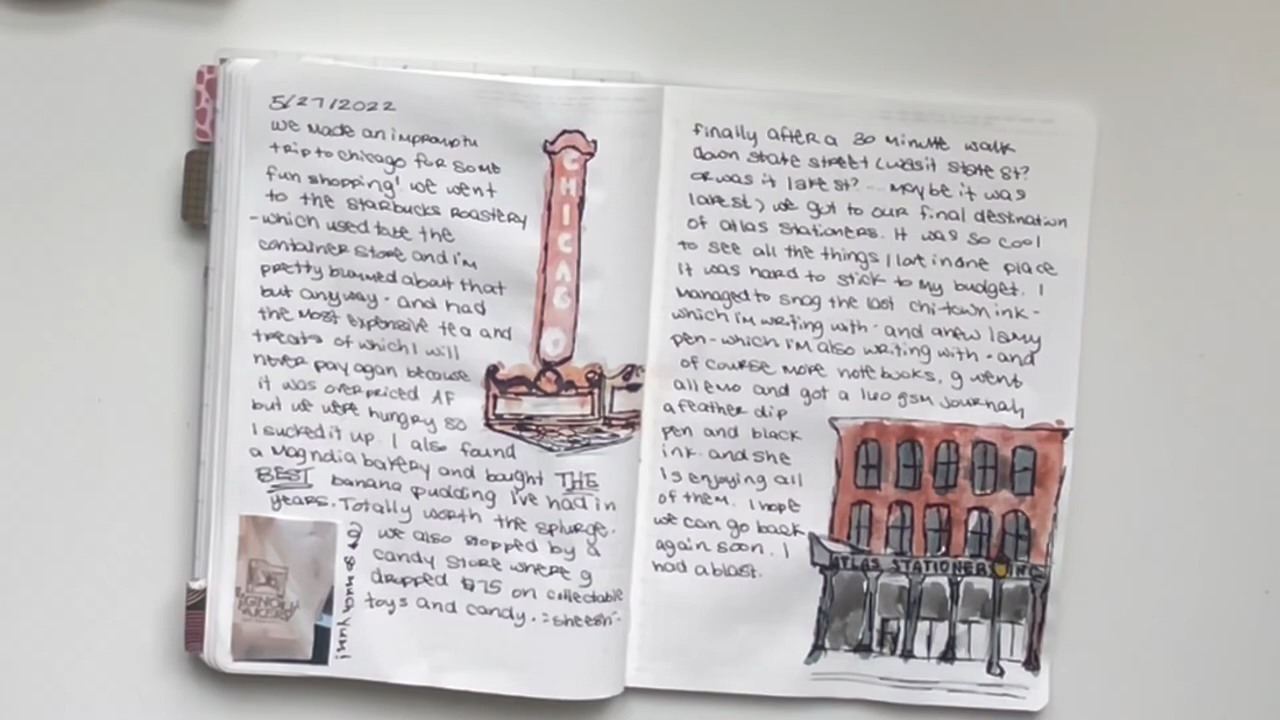 5/27/2022
we made an impromptu
trip to chicago for some
fun shopping! we went
to the starbucks roastery
-which used to be the
container store and i'm
pretty bummed about that
but anyway- and had
the most expensive tea and
treats of which I will
never pay again because
it was overpriced AF
but we were hungry so
I sucked it up. I also found
a Magnolia bakery and bought THE
BEST banana pudding I've had in
years. Totally worth the splurge.
we also stopped by a
candy store where g
dropped $75 on collectable
toys and candy. -sheesh-
so much yum!
CHICAGO
MAGNOLIA
BAKERY
finally after a 30 minute walk
down state street (was it state st?
or was it lake st? -- maybe it was
lake st) we got to our final destination
of atlas stationers. It was so cool
to see all the things I love in one place
it was hard to stick to my budget. I
managed to snag the last chi-town ink-
which i'm writing with- and a new lamy
pen-which I'm also writing with- and
of course more notebooks. g went
all emo and got a 160 gsm journal,
a feather dip
pen and black
ink. and she
is enjoying all
of them. I hope
we can go back
again soon. I
had a blast.
ATLAS STATIONERS INC